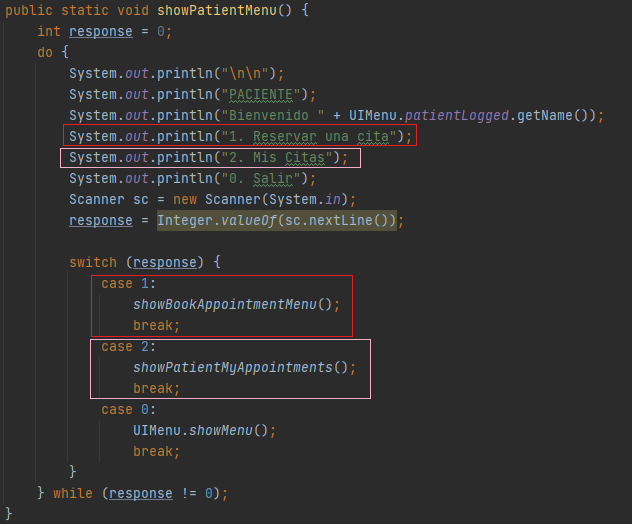 public static void showPatientMenu() {
    int response = 0;
    do {
        System.out.println("\n\n");
        System.out.println("PACIENTE");
        System.out.println("Bienvenido " + UIMenu.patientLogged.getName());
        System.out.println("1. Reservar una cita");
        System.out.println("2. Mis Citas");
        System.out.println("0. Salir");
        Scanner sc = new Scanner(System.in);
        response = Integer.valueOf(sc.nextLine());

        switch (response) {
            case 1:
                showBookAppointmentMenu();
                break;
            case 2:
                showPatientMyAppointments();
                break;
            case 0:
                UIMenu.showMenu();
                break;
        }
    } while (response != 0);
}